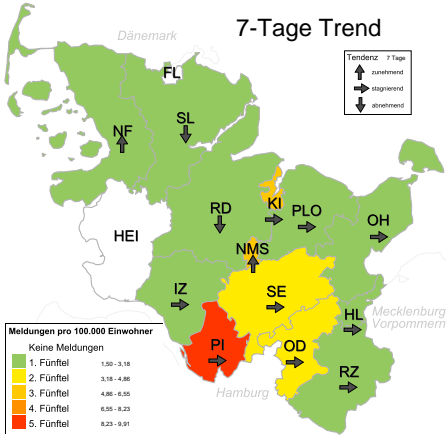 7-Tage Trend
Dänemark
Tendenz 7 Tage
zunehmend
stagnierend
abnehmend
FL
SL
NF
KI
RD
PLO
OH
HEI
NMS
IZ
SE
HL
Mecklenburg
Vorpommern
PI
OD
RZ
Hamburg
Meldungen pro 100.000 Einwohner
Keine Meldungen
1. Fünftel 1,50 - 3,18
2. Fünftel 3,18 - 4,86
3. Fünftel 4,86 - 6,55
4. Fünftel 6,55 - 8,23
5. Fünftel 8,23 - 9,91